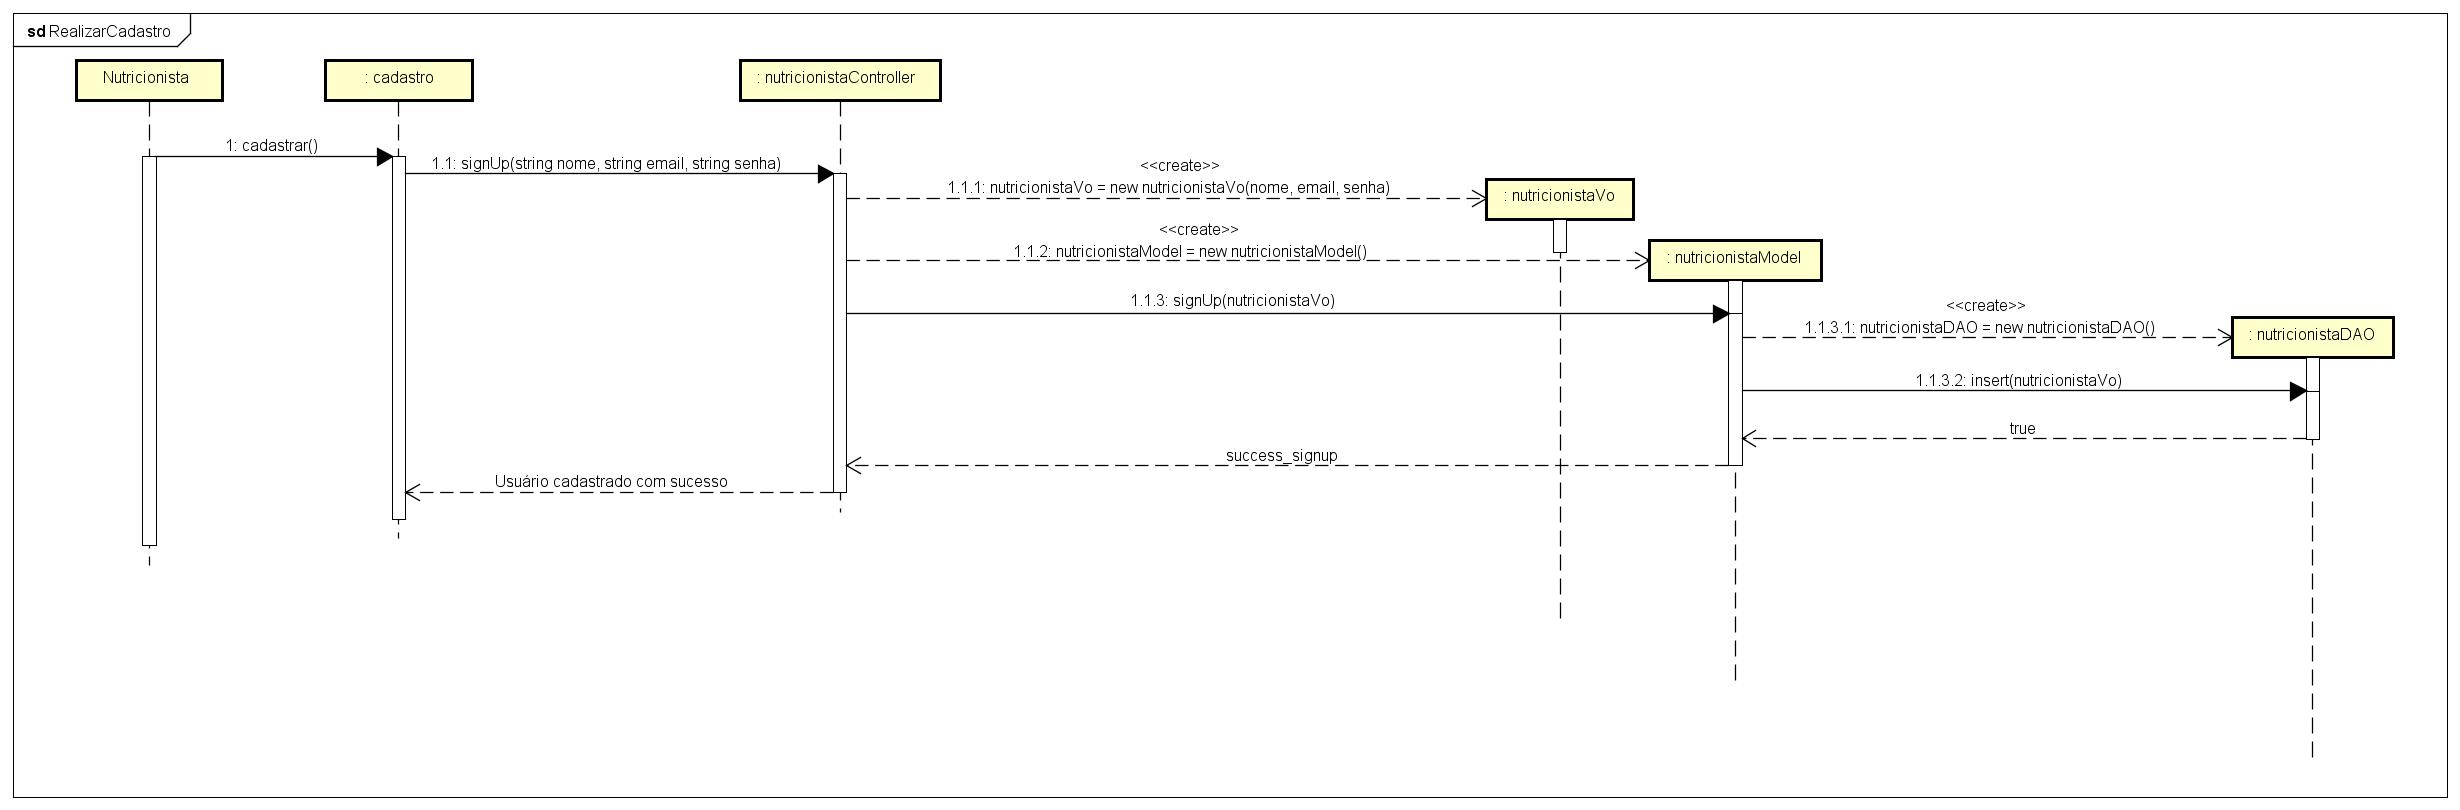 sd RealizarCadastro
Nutricionista
: cadastro
: nutricionistaController
1: cadastrar()
1.1: signUp(string nome, string email, string senha)
<<create>>
1.1.1: nutricionistaVo = new nutricionistaVo(nome, email, senha)
: nutricionistaVo
<<create>>
1.1.2: nutricionistaModel = new nutricionistaModel()
: nutricionistaModel
1.1.3: signUp(nutricionistaVo)
<<create>>
1.1.3.1: nutricionistaDAO = new nutricionistaDAO()
: nutricionistaDAO
1.1.3.2: insert(nutricionistaVo)
true
success_signup
Usuário cadastrado com sucesso